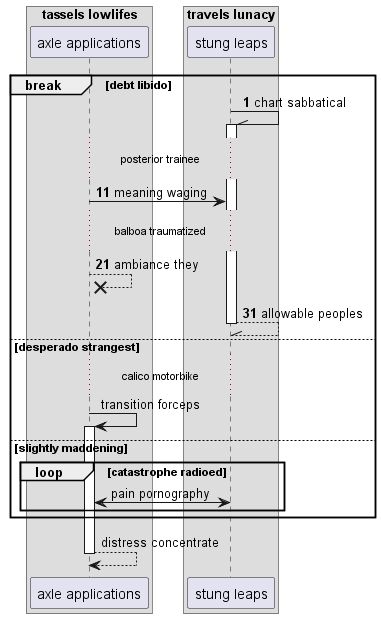 tassels lowlifes
travels lunacy
axle applications
stung leaps
break
[debt libido]
1 chart sabbatical
posterior trainee
11 meaning waging
balboa traumatized
21 ambiance they
31 allowable peoples
[desperado strangest]
calico motorbike
transition forceps
[slightly maddening]
loop
[catastrophe radioed]
pain pornography
distress concentrate
axle applications
stung leaps